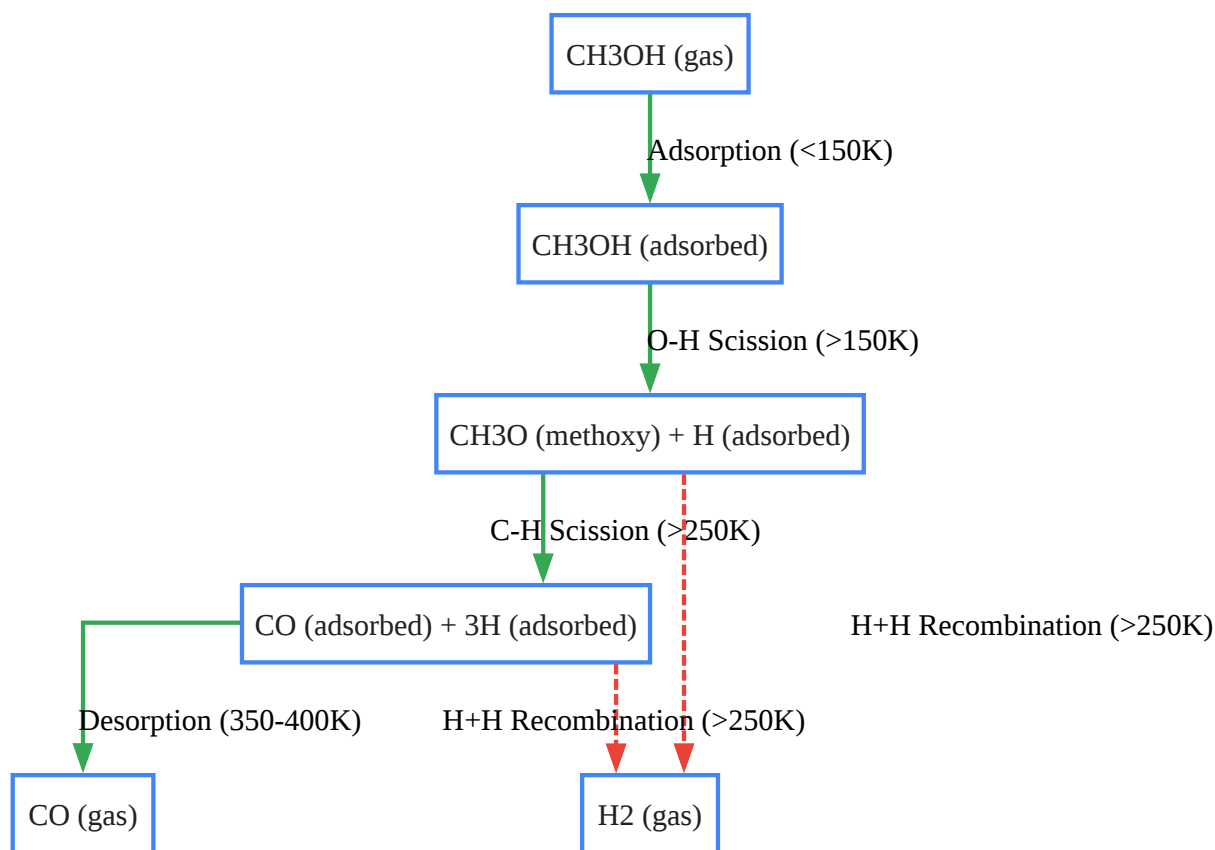 CH3OH (gas)
Adsorption (<150K)
CH3OH (adsorbed)
O-H Scission (>150K)
CH3O (methoxy) + H (adsorbed)
C-H Scission (>250K)
CO (adsorbed) + 3H (adsorbed)
H+H Recombination (>250K)
Desorption (350-400K)
H+H Recombination (>250K)
CO (gas)
H2 (gas)